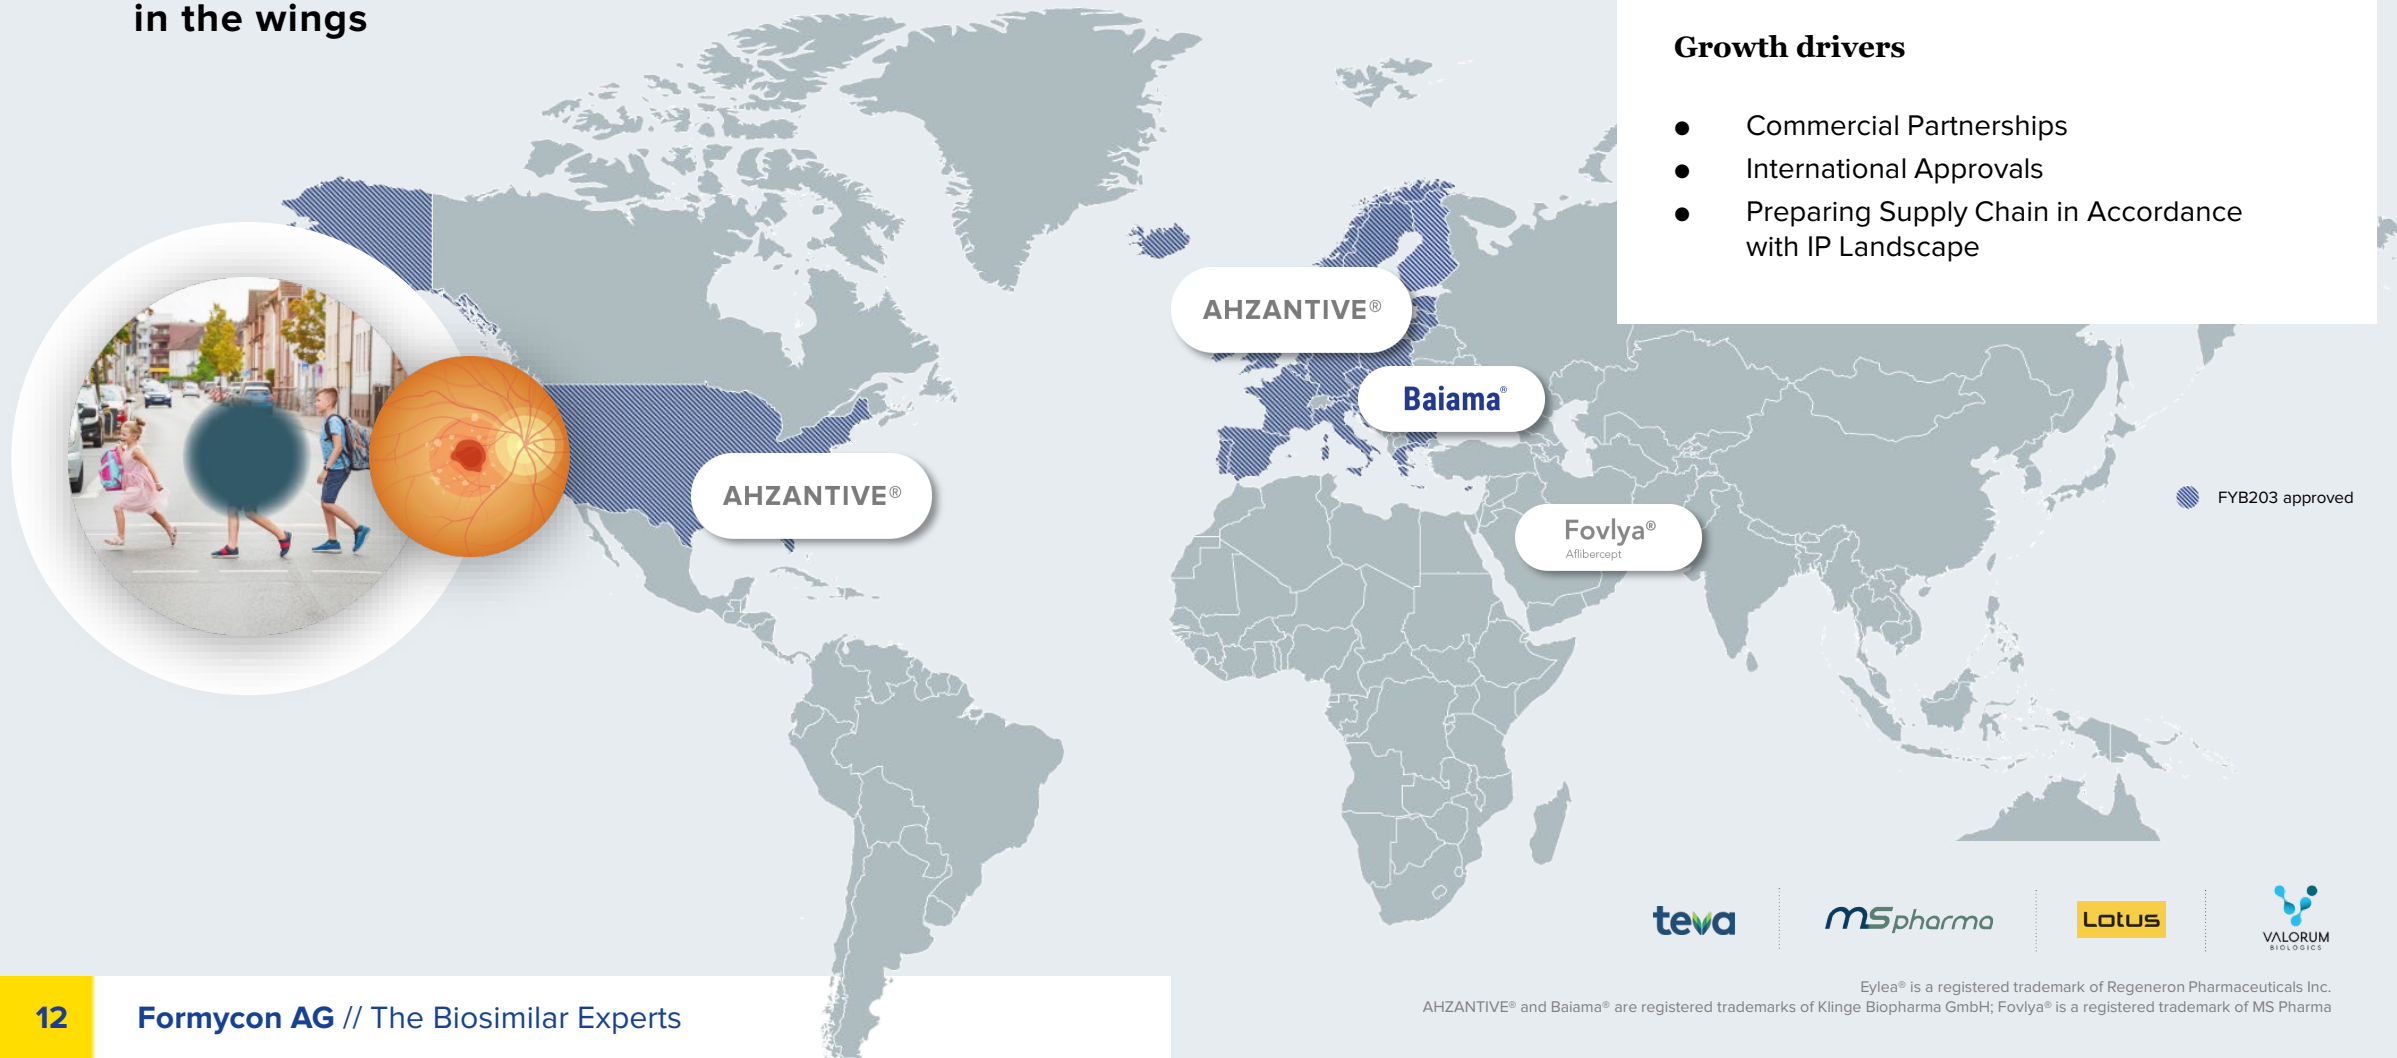 in the wings
Growth drivers
● Commercial Partnerships
● International Approvals
● Preparing Supply Chain in Accordance
with IP Landscape
AHZANTIVE®
Baiama®
AHZANTIVE®
Fovlya®
Aflibercept
FYB203 approved
teva
mspharma
Lotus
VALORUM
BIOLOGICS
Eylea® is a registered trademark of Regeneron Pharmaceuticals Inc.
AHZANTIVE® and Baiama® are registered trademarks of Klinge Biopharma GmbH; Fovlya® is a registered trademark of MS Pharma
12 Formycon AG // The Biosimilar Experts